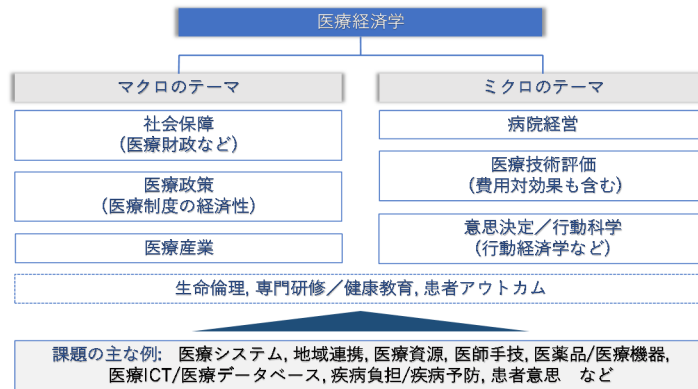 医療経済学
マクロのテーマ
ミクロのテーマ
社会保障
(医療財政など)
医療政策
(医療制度の経済性)
医療産業
病院経営
医療技術評価
(費用対効果も含む)
意思決定／行動科学
(行動経済学など)
生命倫理, 専門研修／健康教育, 患者アウトカム
課題の主な例: 医療システム, 地域連携, 医療資源, 医師手技, 医薬品/医療機器,
医療ICT/医療データベース, 疾病負担/疾病予防, 患者意思 など